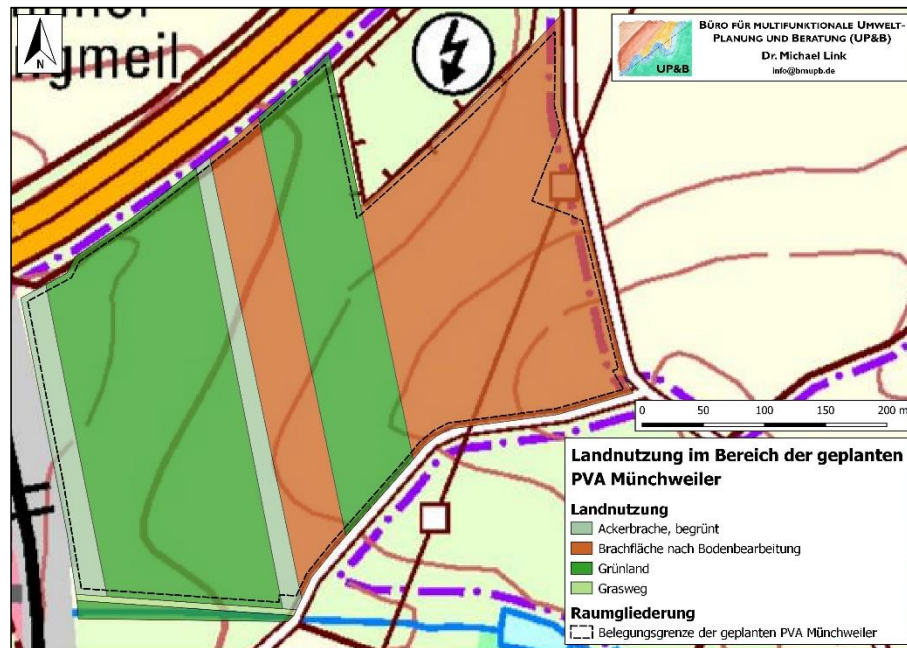 N
ngmeil
BÜRO FÜR MULTIFUNKTIONALE UMWELT-
PLANUNG UND BERATUNG (UP&B)
Dr. Michael Link
info@bmupb.de
UP&B
0 50 100 150 200 m
Landnutzung im Bereich der geplanten
PVA Münchweiler
Landnutzung
Ackerbrache, begrünt
Brachfläche nach Bodenbearbeitung
Grünland
Grasweg
Raumgliederung
Belegungsgrenze der geplanten PVA Münchweiler